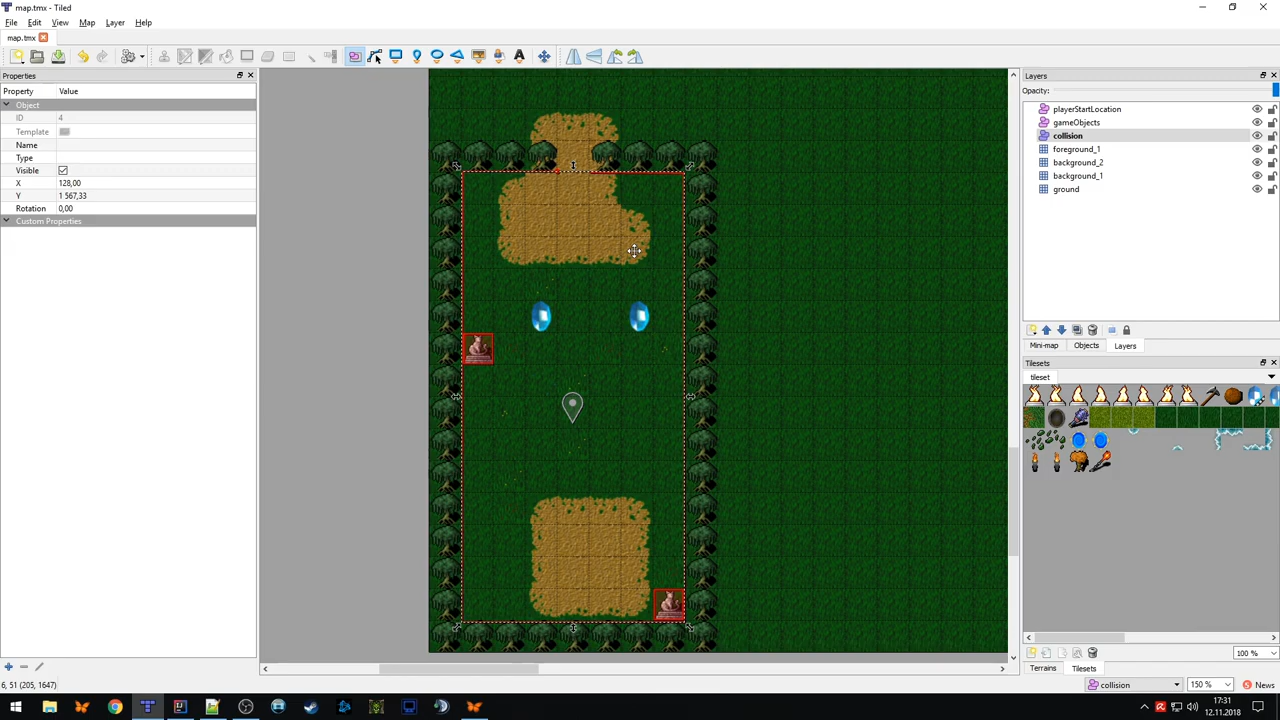 map.tmx - Tiled
File Edit View Map Layer Help
map.tmx
Properties
Property Value
Object
ID 4
Template
Name
Type
Visible
X 128,00
Y 1 567,33
Rotation 0,00
Custom Properties
6, 51 (205, 1647)
Layers
Opacity:
playerStartLocation
gameObjects
collision
foreground_1
background_2
background_1
ground
Mini-map Objects Layers
Tilesets
tileset
100 %
Terrains Tilesets
collision 150 % News
17:31
12.11.2018